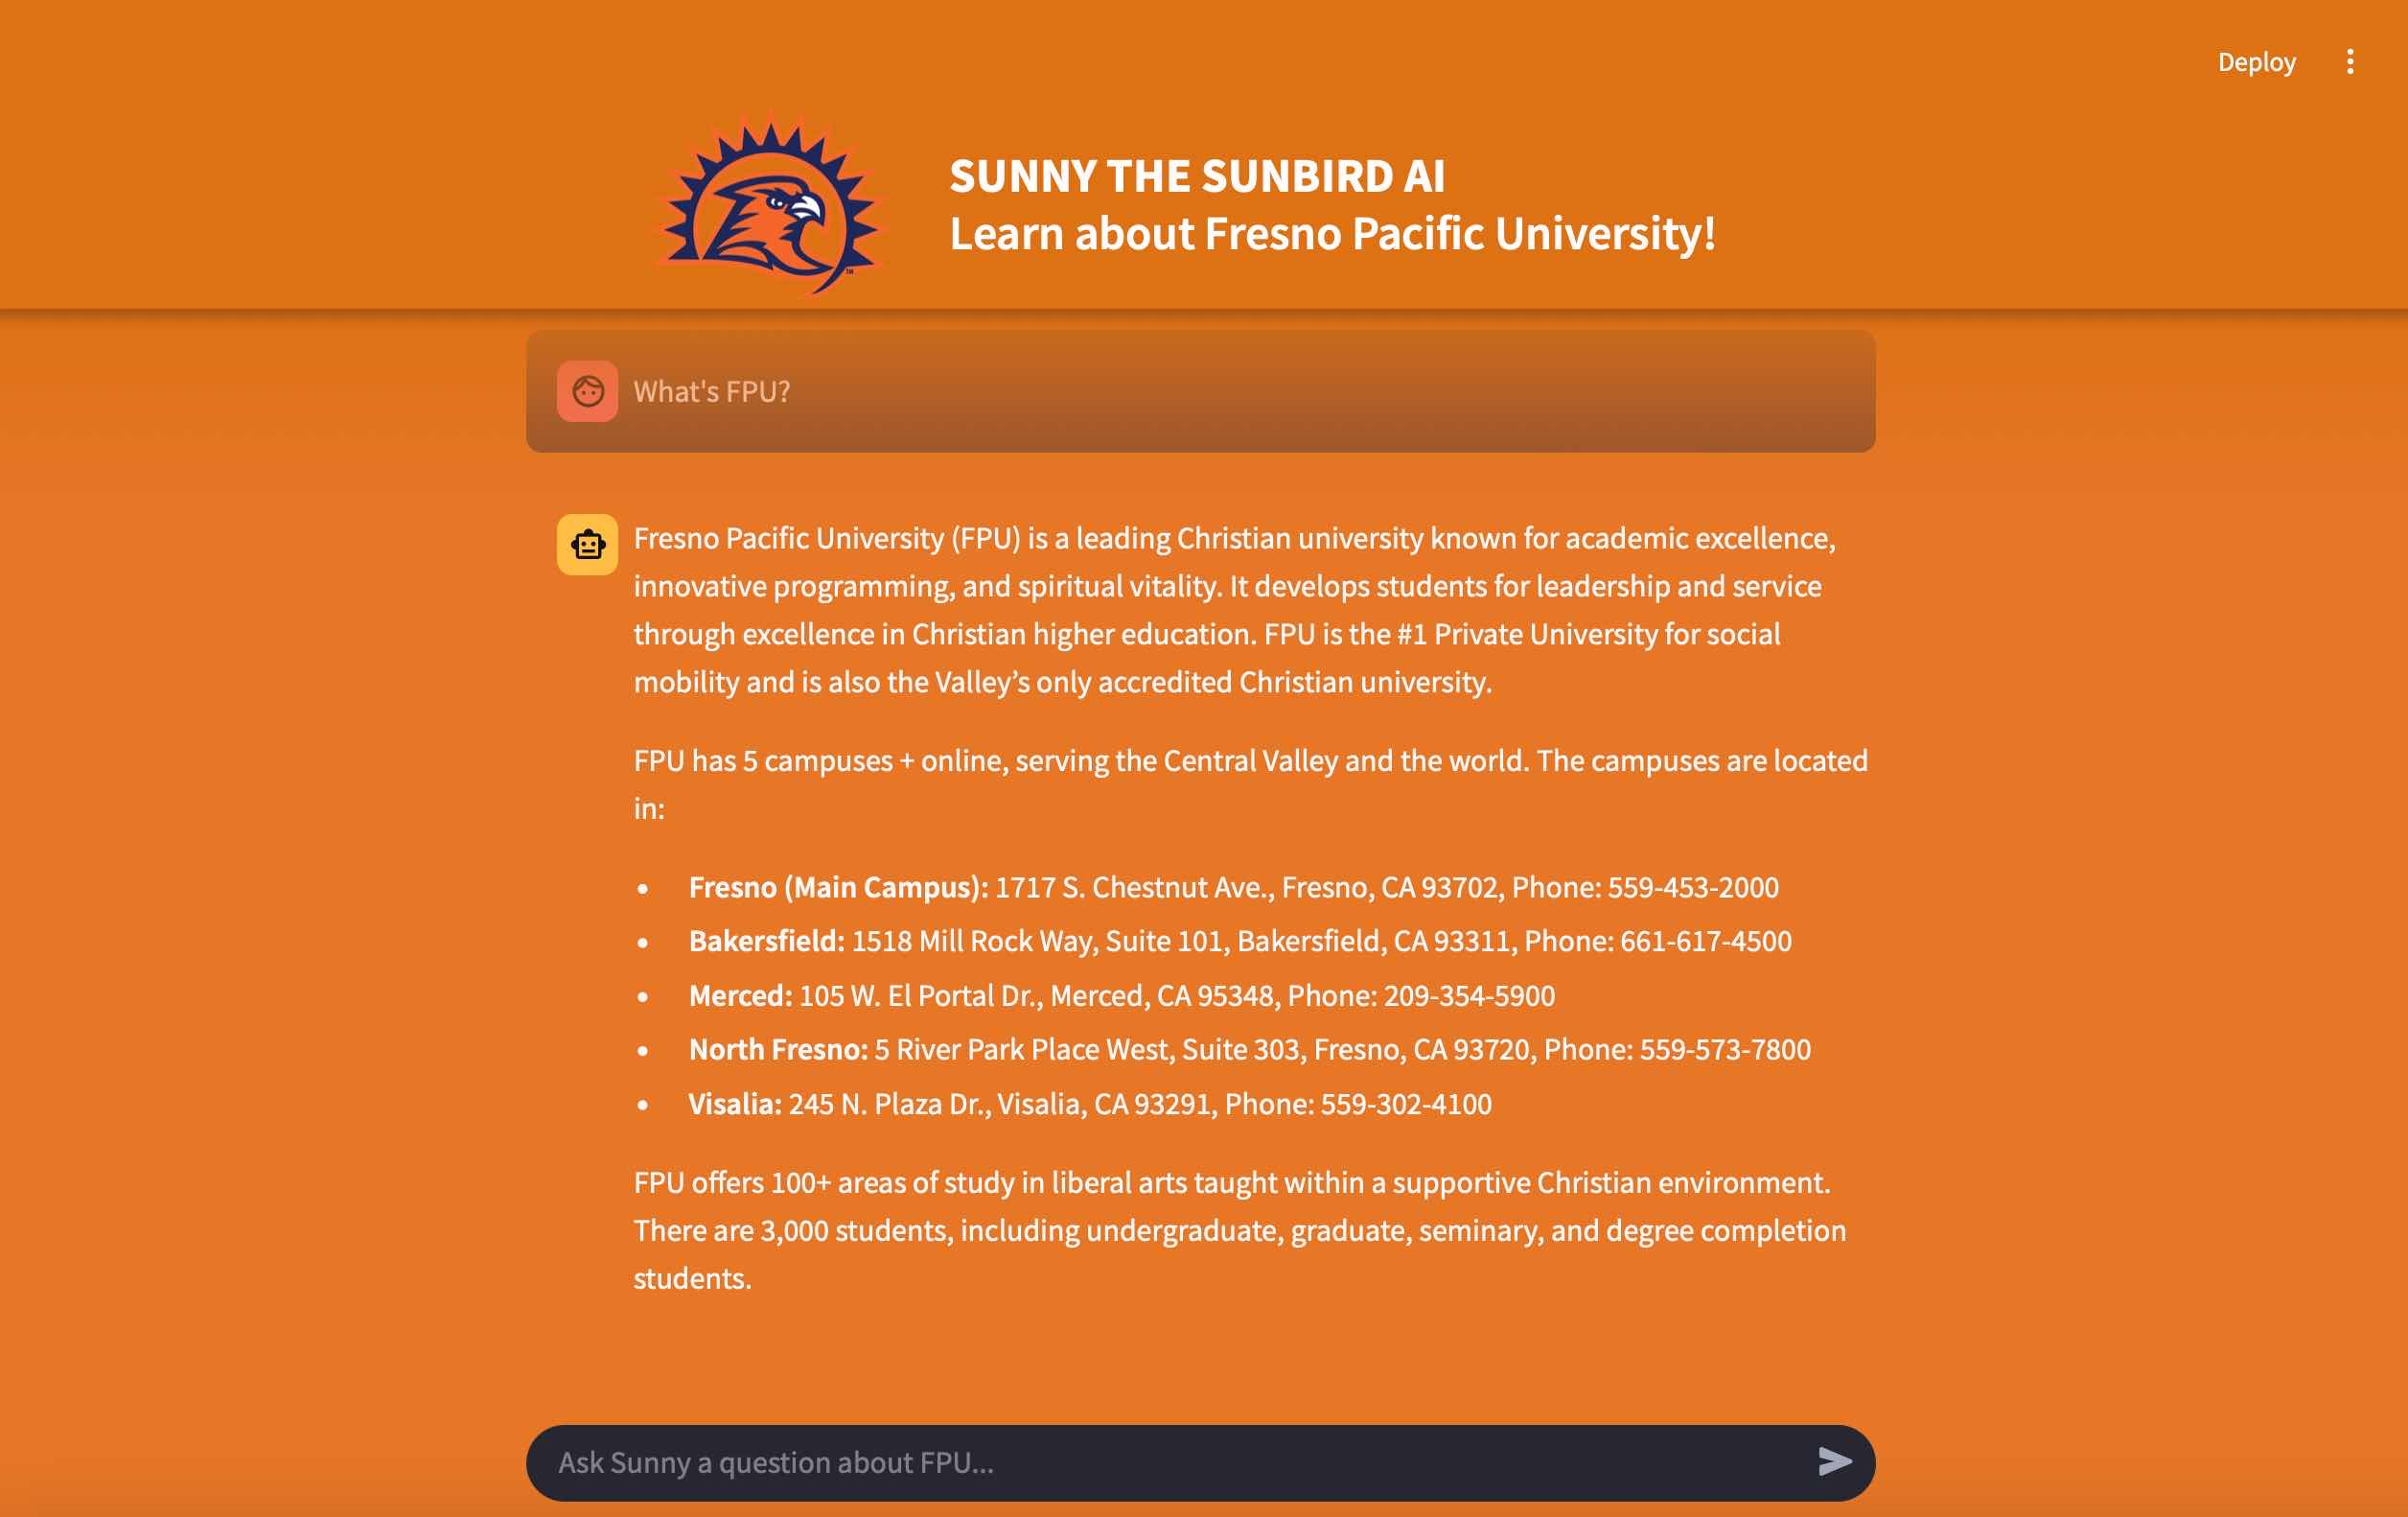 Deploy
SUNNY THE SUNBIRD AI
Learn about Fresno Pacific University!
TM
What's FPU?
Fresno Pacific University (FPU) is a leading Christian university known for academic excellence,
innovative programming, and spiritual vitality. It develops students for leadership and service
through excellence in Christian higher education. FPU is the #1 Private University for social
mobility and is also the Valley’s only accredited Christian university.
FPU has 5 campuses + online, serving the Central Valley and the world. The campuses are located
in:
• Fresno (Main Campus): 1717 S. Chestnut Ave., Fresno, CA 93702, Phone: 559-453-2000
• Bakersfield: 1518 Mill Rock Way, Suite 101, Bakersfield, CA 93311, Phone: 661-617-4500
• Merced: 105 W. El Portal Dr., Merced, CA 95348, Phone: 209-354-5900
• North Fresno: 5 River Park Place West, Suite 303, Fresno, CA 93720, Phone: 559-573-7800
• Visalia: 245 N. Plaza Dr., Visalia, CA 93291, Phone: 559-302-4100
FPU offers 100+ areas of study in liberal arts taught within a supportive Christian environment.
There are 3,000 students, including undergraduate, graduate, seminary, and degree completion
students.
Ask Sunny a question about FPU...